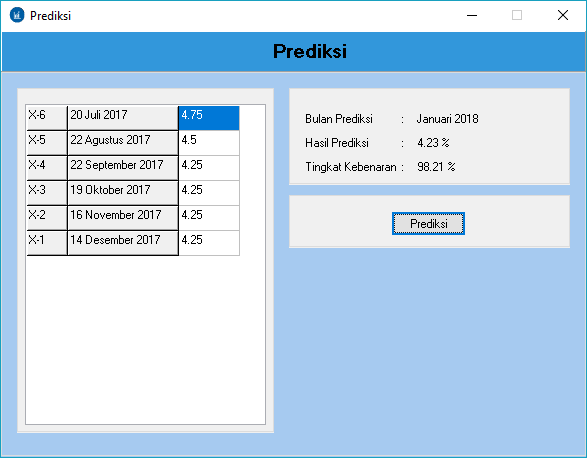 Prediksi
Prediksi
X-6 20 Juli 2017 4.75
X-5 22 Agustus 2017 4.5
X-4 22 September 2017 4.25
X-3 19 Oktober 2017 4.25
X-2 16 November 2017 4.25
X-1 14 Desember 2017 4.25
Bulan Prediksi : Januari 2018
Hasil Prediksi : 4.23 %
Tingkat Kebenaran : 98.21 %
Prediksi